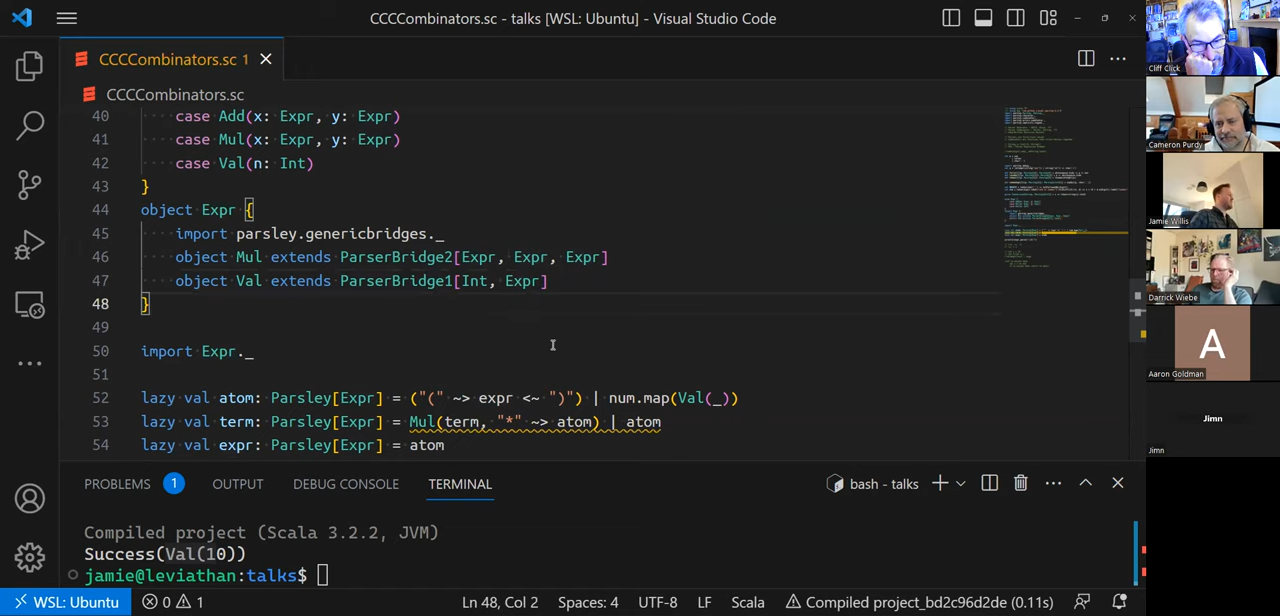 CCCCombinators.sc - talks [WSL: Ubuntu] - Visual Studio Code
CCCCombinators.sc 1
CCCCombinators.sc
40 case Add(x: Expr, y: Expr)
41 case Mul(x: Expr, y: Expr)
42 case Val(n: Int)
43 }
44 object Expr {
45 import parsley.genericbridges._
46 object Mul extends ParserBridge2[Expr, Expr, Expr]
47 object Val extends ParserBridge1[Int, Expr]
48 }
49
50 import Expr._
51
52 lazy val atom: Parsley[Expr] = ("(" ~> expr <~ ")") | num.map(Val(_))
53 lazy val term: Parsley[Expr] = Mul(term, "*" ~> atom) | atom
54 lazy val expr: Parsley[Expr] = atom
PROBLEMS 1 OUTPUT DEBUG CONSOLE TERMINAL bash - talks
Compiled project (Scala 3.2.2, JVM)
Success(Val(10))
jamie@leviathan:talks$
WSL: Ubuntu 0 1 Ln 48, Col 2 Spaces: 4 UTF-8 LF Scala Compiled project_bd2c96d2de (0.11s)
Cliff Click
Cameron Purdy
Jamie Willis
Darrick Wiebe
A
Aaron Goldman
Jimn
Jimn